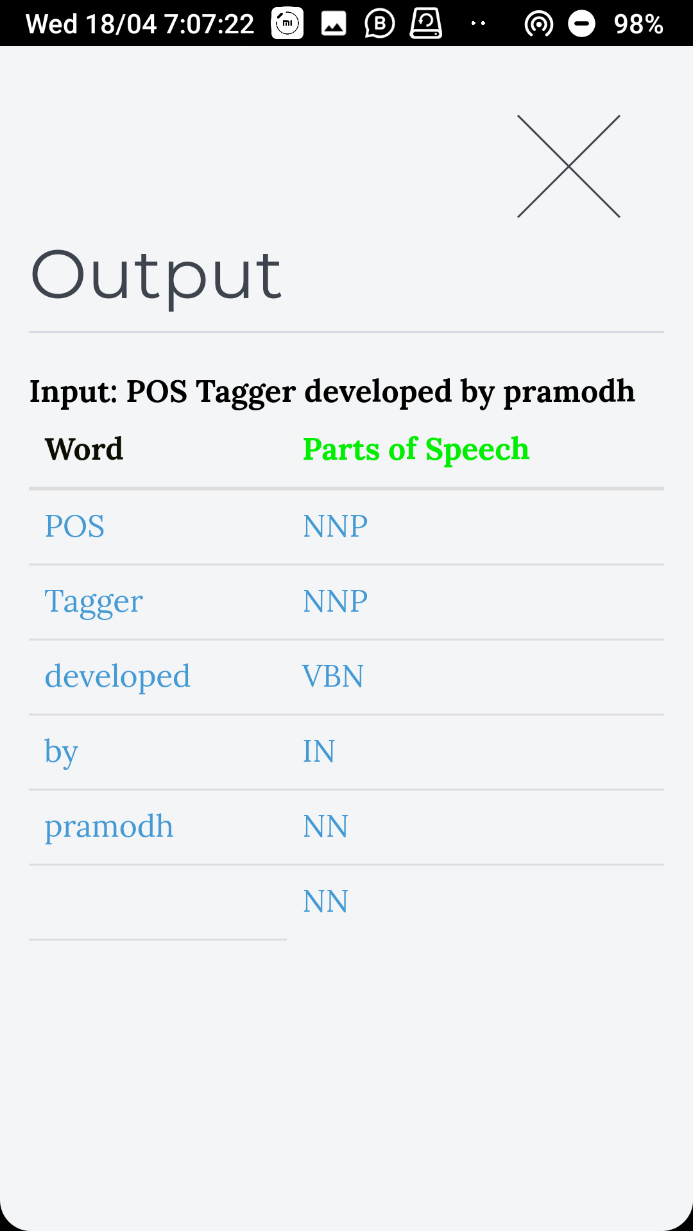 Wed 18/04 7:07:22 mi B 98%
Output
Input: POS Tagger developed by pramodh
Word Parts of Speech
POS NNP
Tagger NNP
developed VBN
by IN
pramodh NN
NN